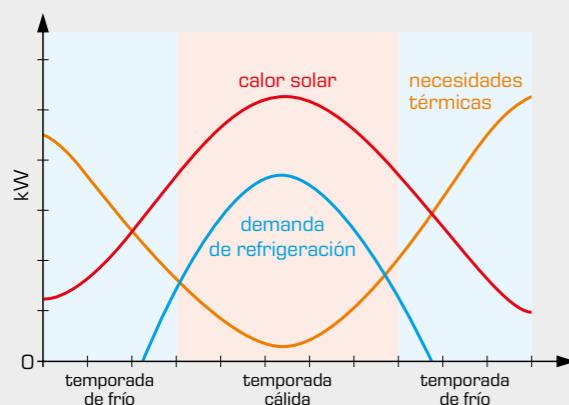 calor solar
necesidades
térmicas
kW
demanda
de refrigeración
0
temporada
de frío
temporada
cálida
temporada
de frío